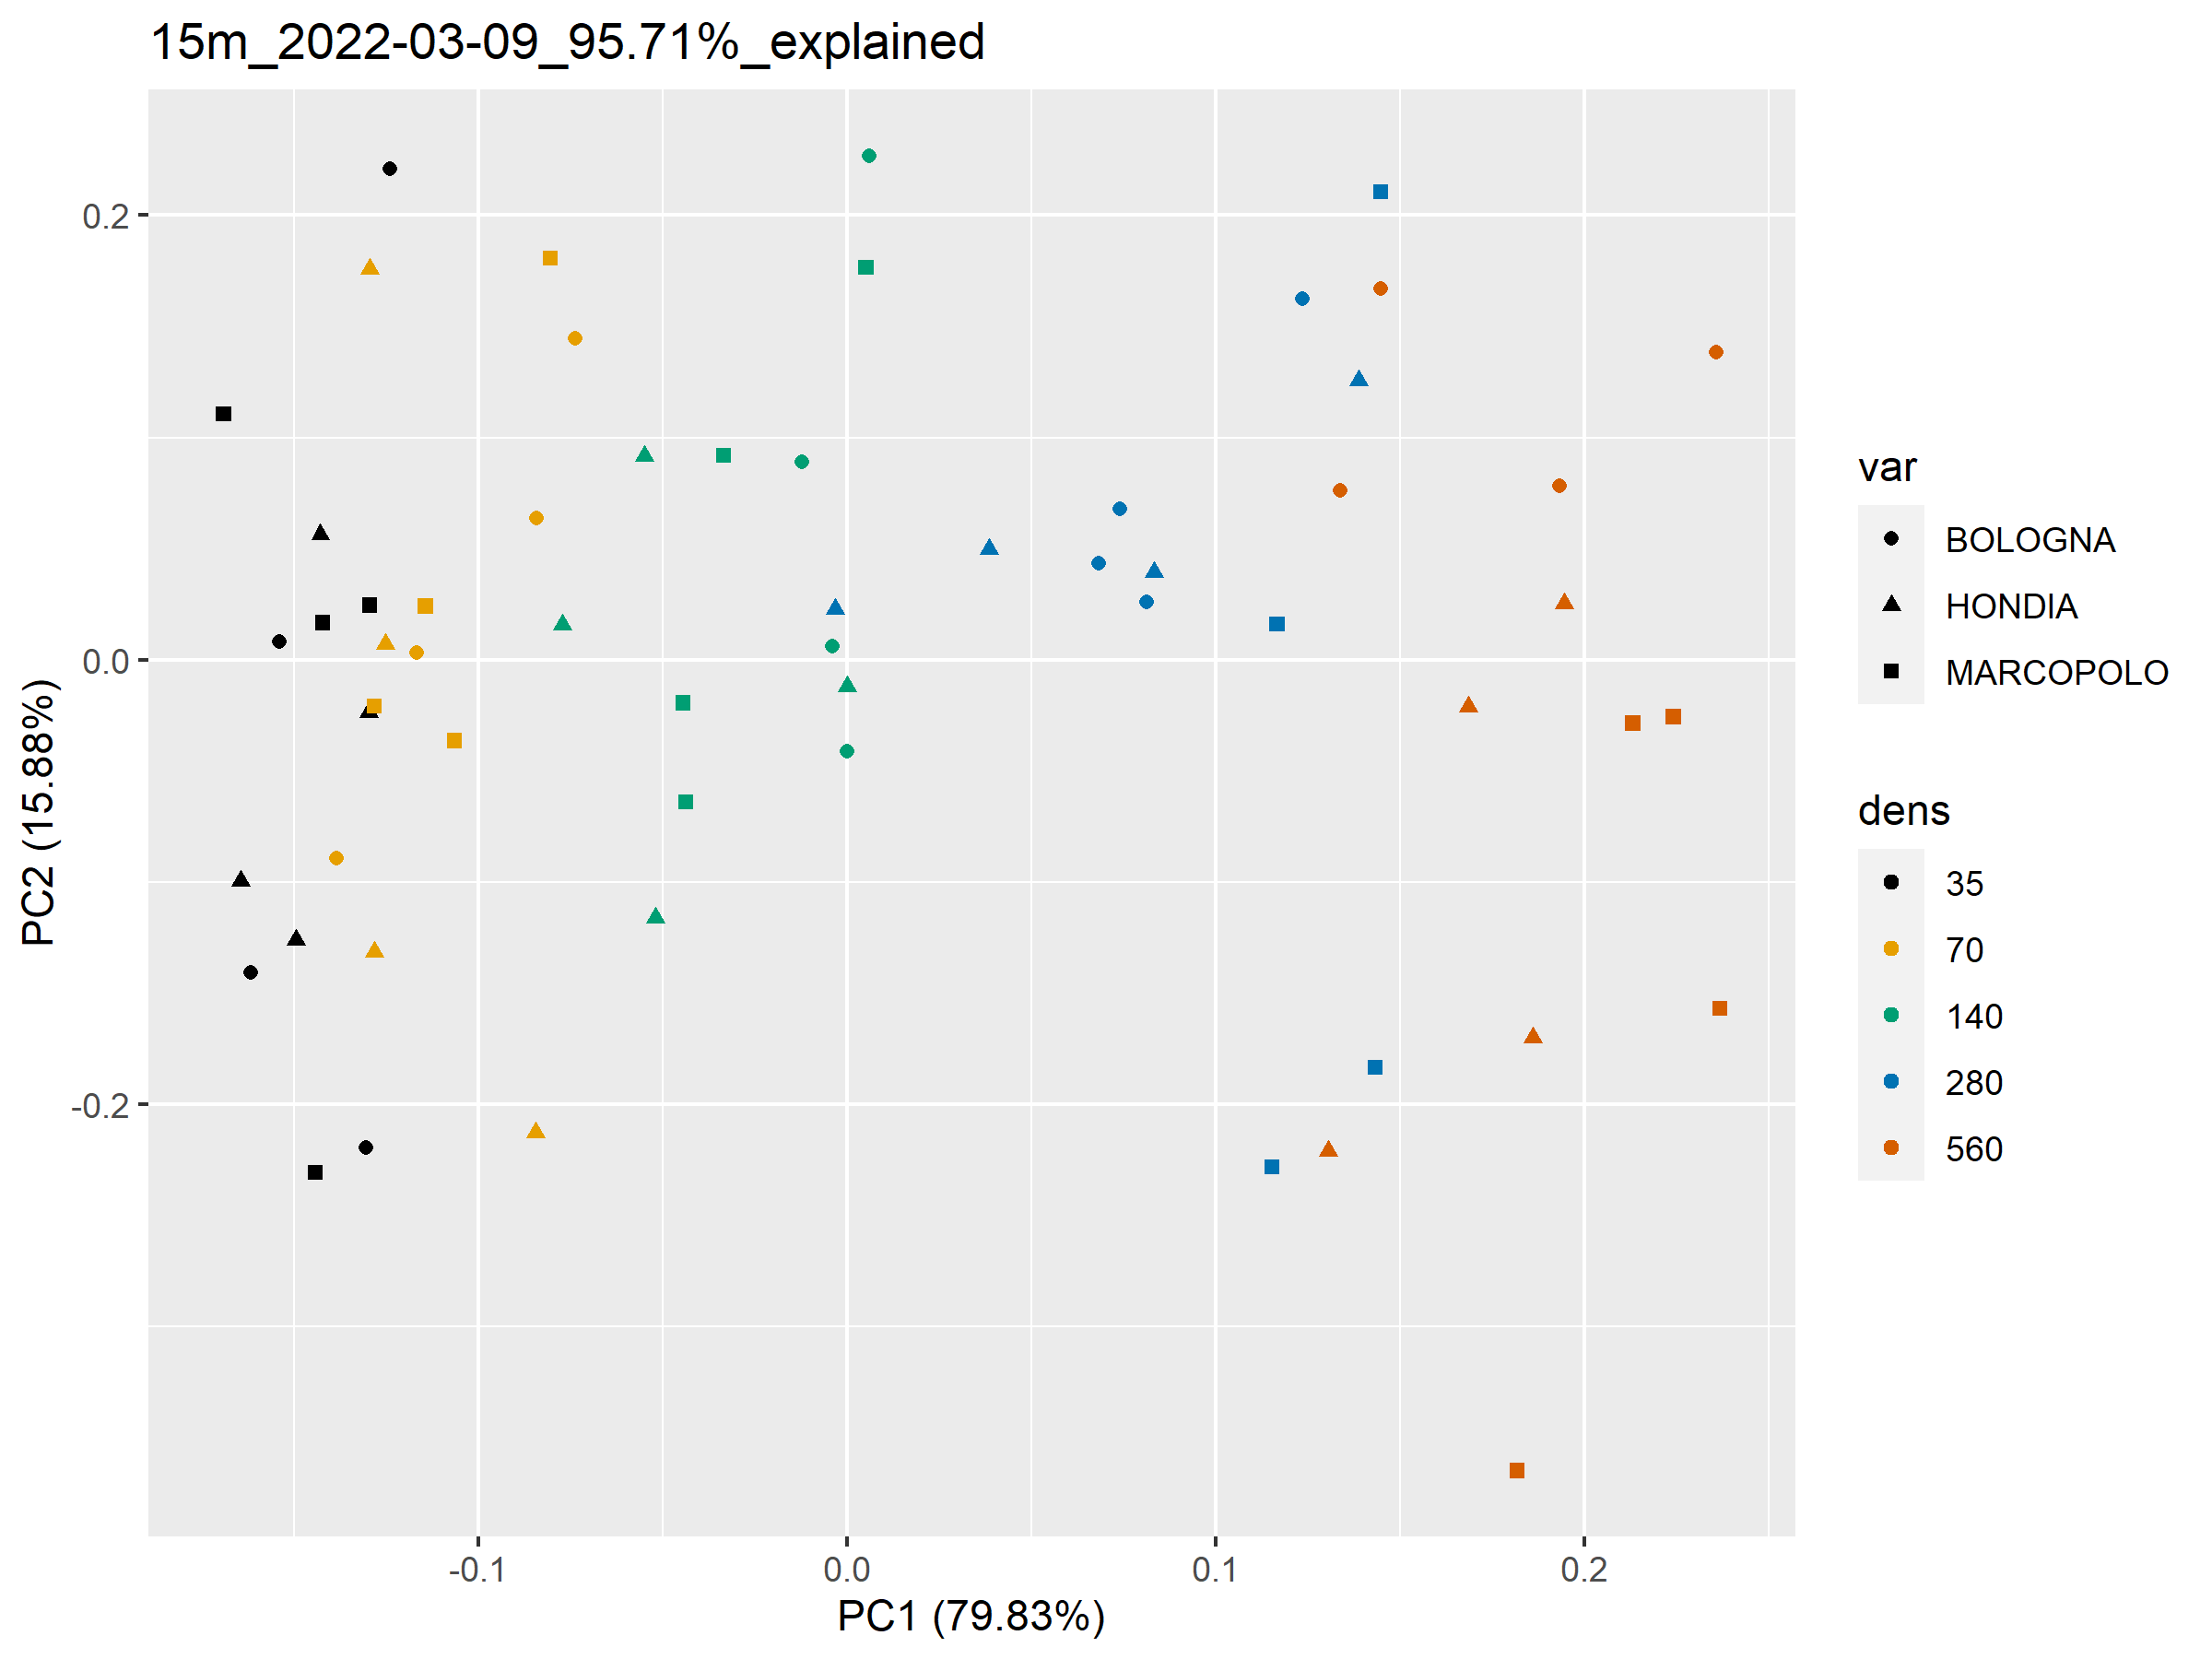 15m_2022-03-09_95.71%_explained
0.2
0.0
-0.2
PC2 (15.88%)
-0.1
0.0
0.1
0.2
PC1 (79.83%)
var
BOLOGNA
HONDIA
MARCOPOLO
dens
35
70
140
280
560